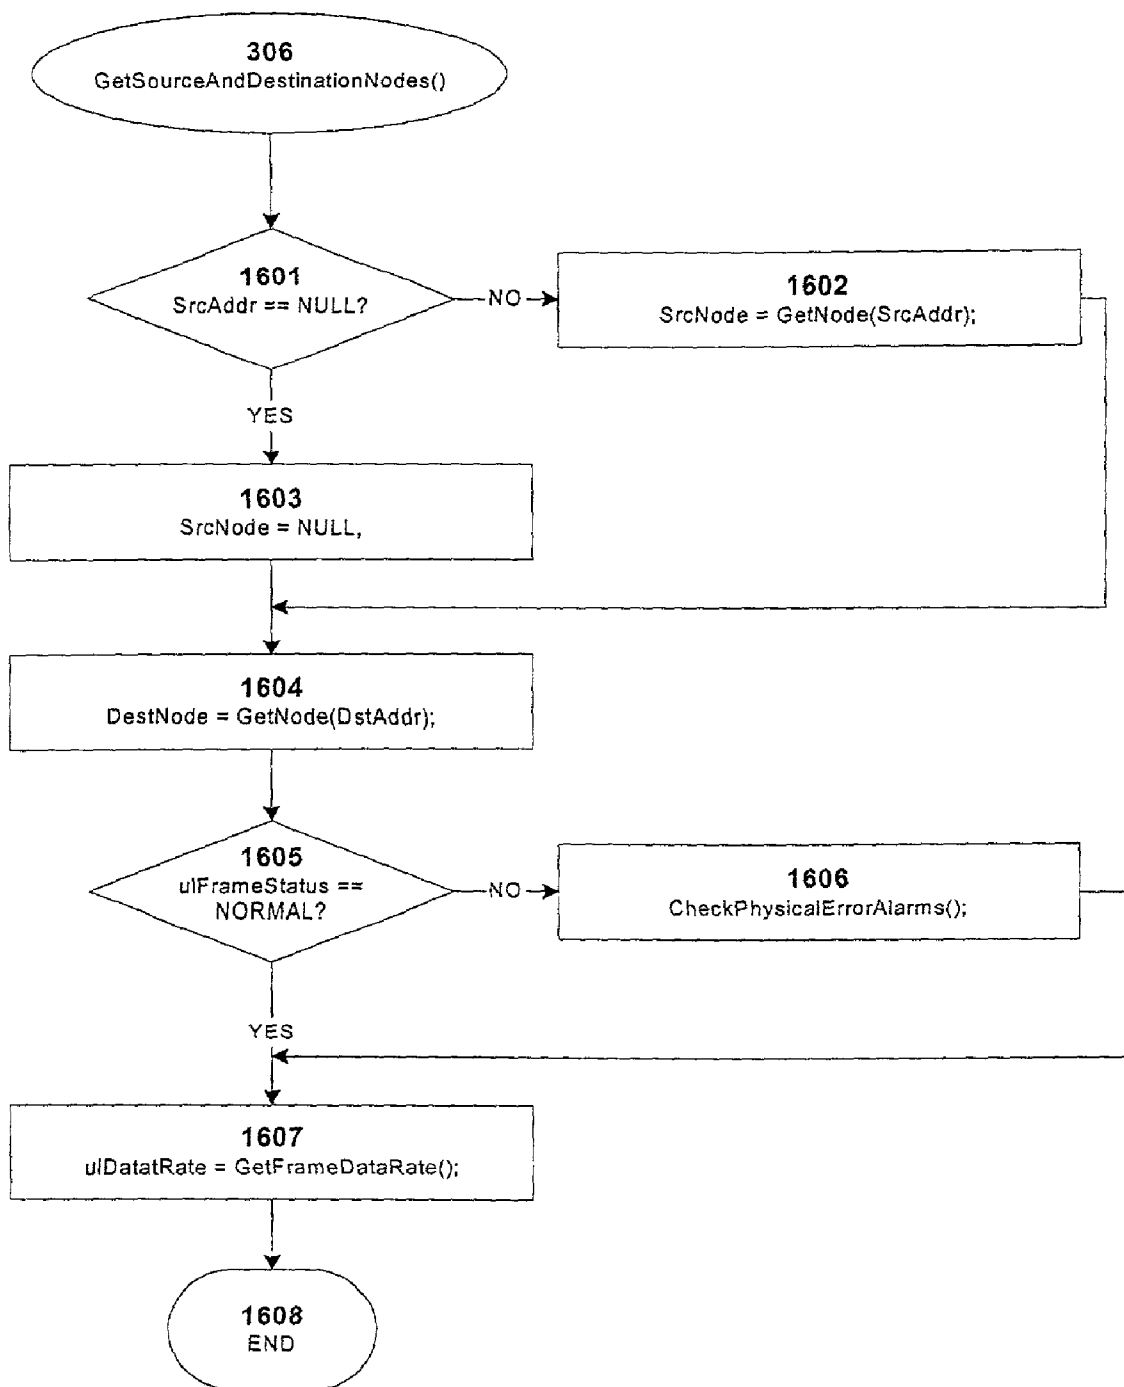 306
GetSourceAndDestinationNodes()
1601
SrcAddr == NULL?
NO
1602
SrcNode = GetNode(SrcAddr);
YES
1603
SrcNode = NULL,
1604
DestNode = GetNode(DstAddr);
1605
ulFrameStatus ==
NORMAL?
NO
1606
CheckPhysicalErrorAlarms();
YES
1607
ulDatatRate = GetFrameDataRate();
1608
END